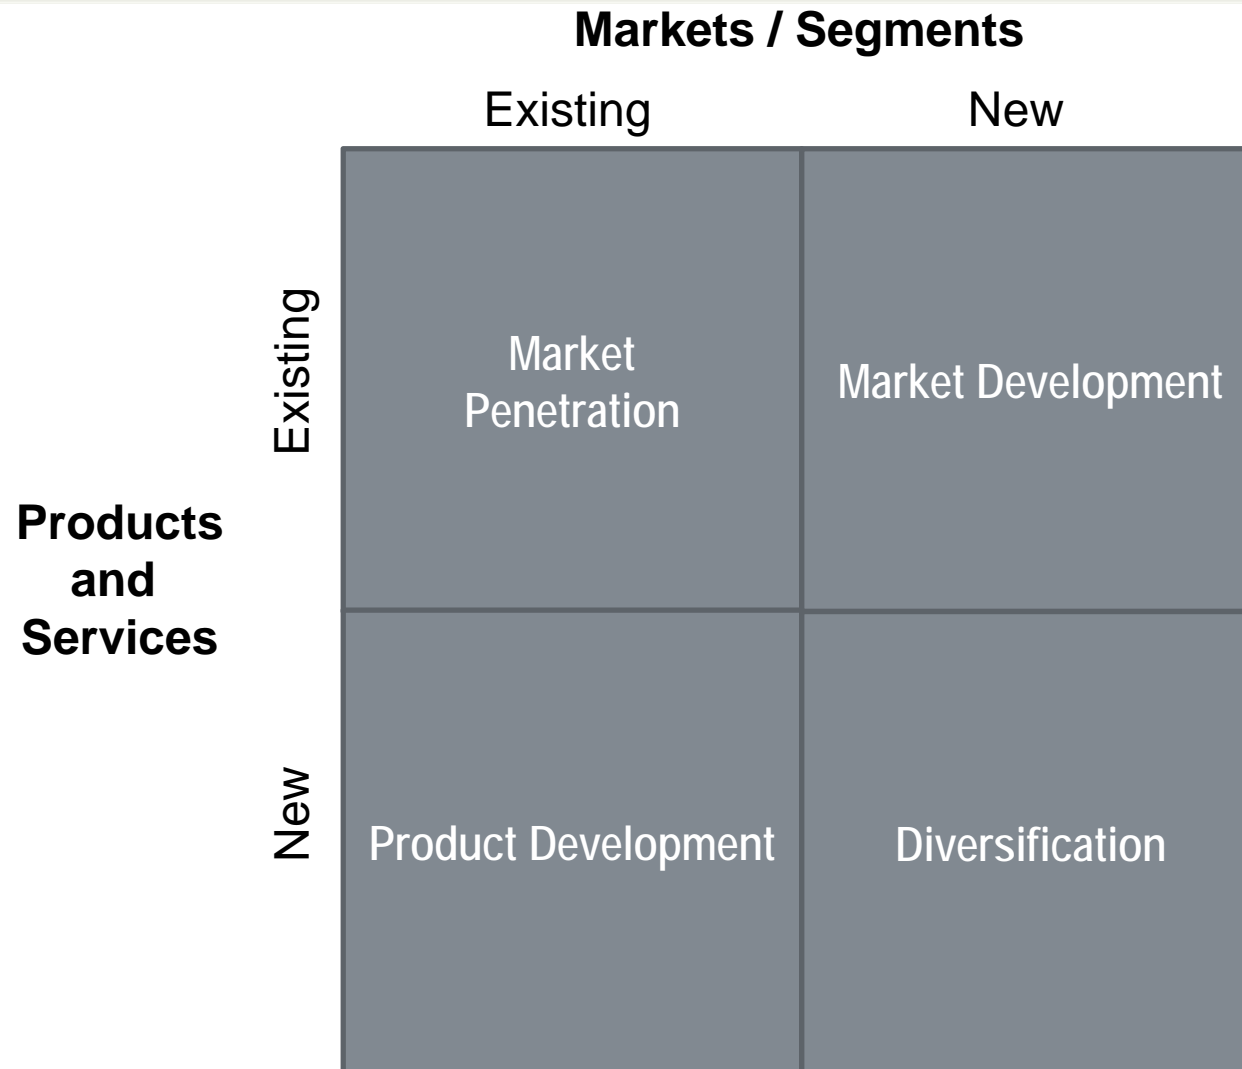 Markets / Segments
Existing
New
Existing
Market
Penetration
Market Development
Products
and
Services
New
Product Development
Diversification